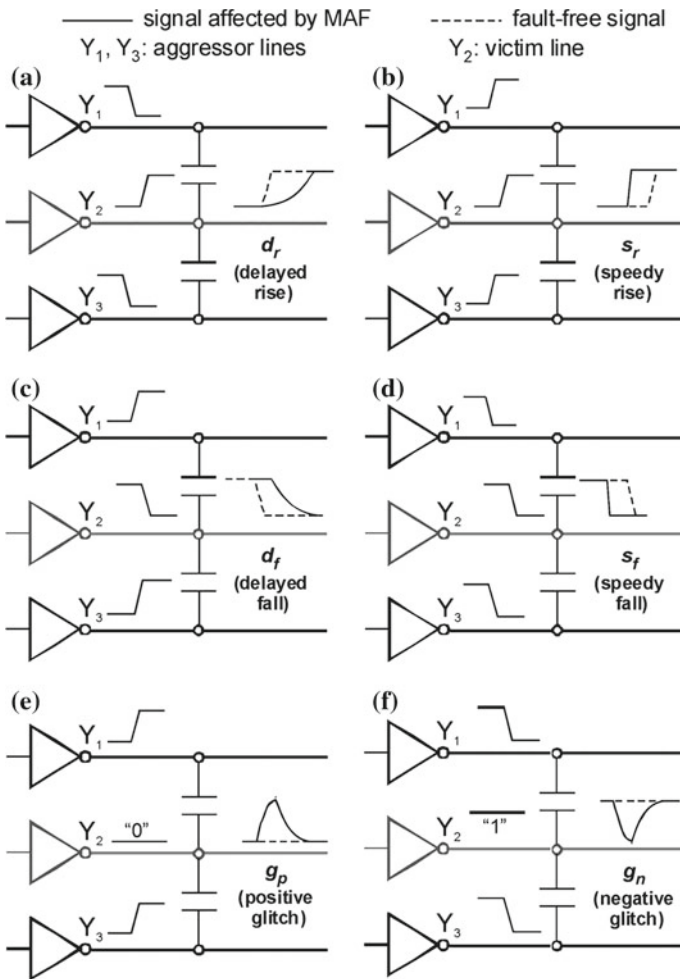 signal affected by MAF fault-free signal
Y1, Y3: aggressor lines Y2: victim line
(a)
Y1
Y2
dr
(delayed
rise)
Y3
(b)
Y1
Y2
sr
(speedy
rise)
Y3
(c)
Y1
Y2
df
(delayed
fall)
Y3
(d)
Y1
Y2
sf
(speedy
fall)
Y3
(e)
Y1
Y2 "0"
gp
(positive
glitch)
Y3
(f)
Y1
Y2 "1"
gn
(negative
glitch)
Y3